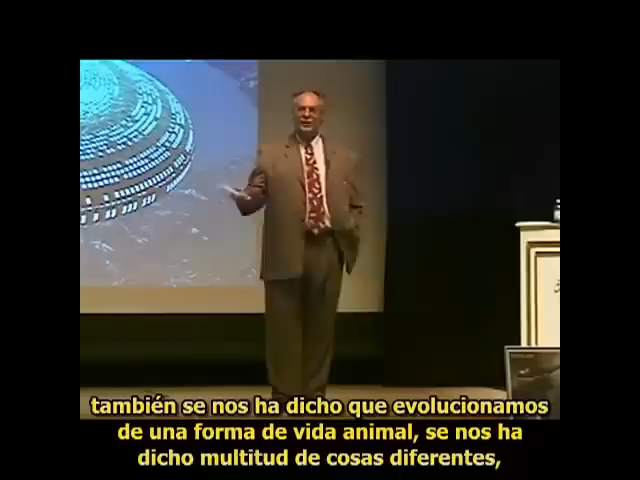 también se nos ha dicho que evolucionamos
de una forma de vida animal, se nos ha
dicho multitud de cosas diferentes,